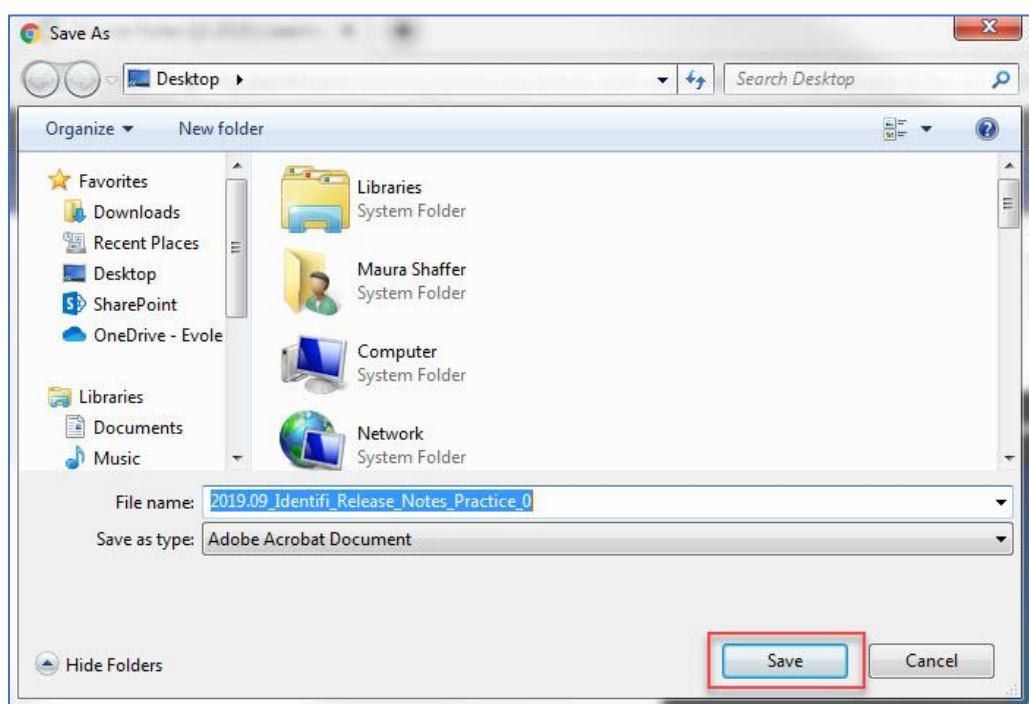 Save As
Desktop
Search Desktop
Organize
New folder
Favorites
Downloads
Recent Places
Desktop
SharePoint
OneDrive - Evole
Libraries
Documents
Music
Libraries
System Folder
Maura Shaffer
System Folder
Computer
System Folder
Network
System Folder
File name: 2019.09_Identifi_Release_Notes_Practice_0
Save as type: Adobe Acrobat Document
Hide Folders
Save
Cancel